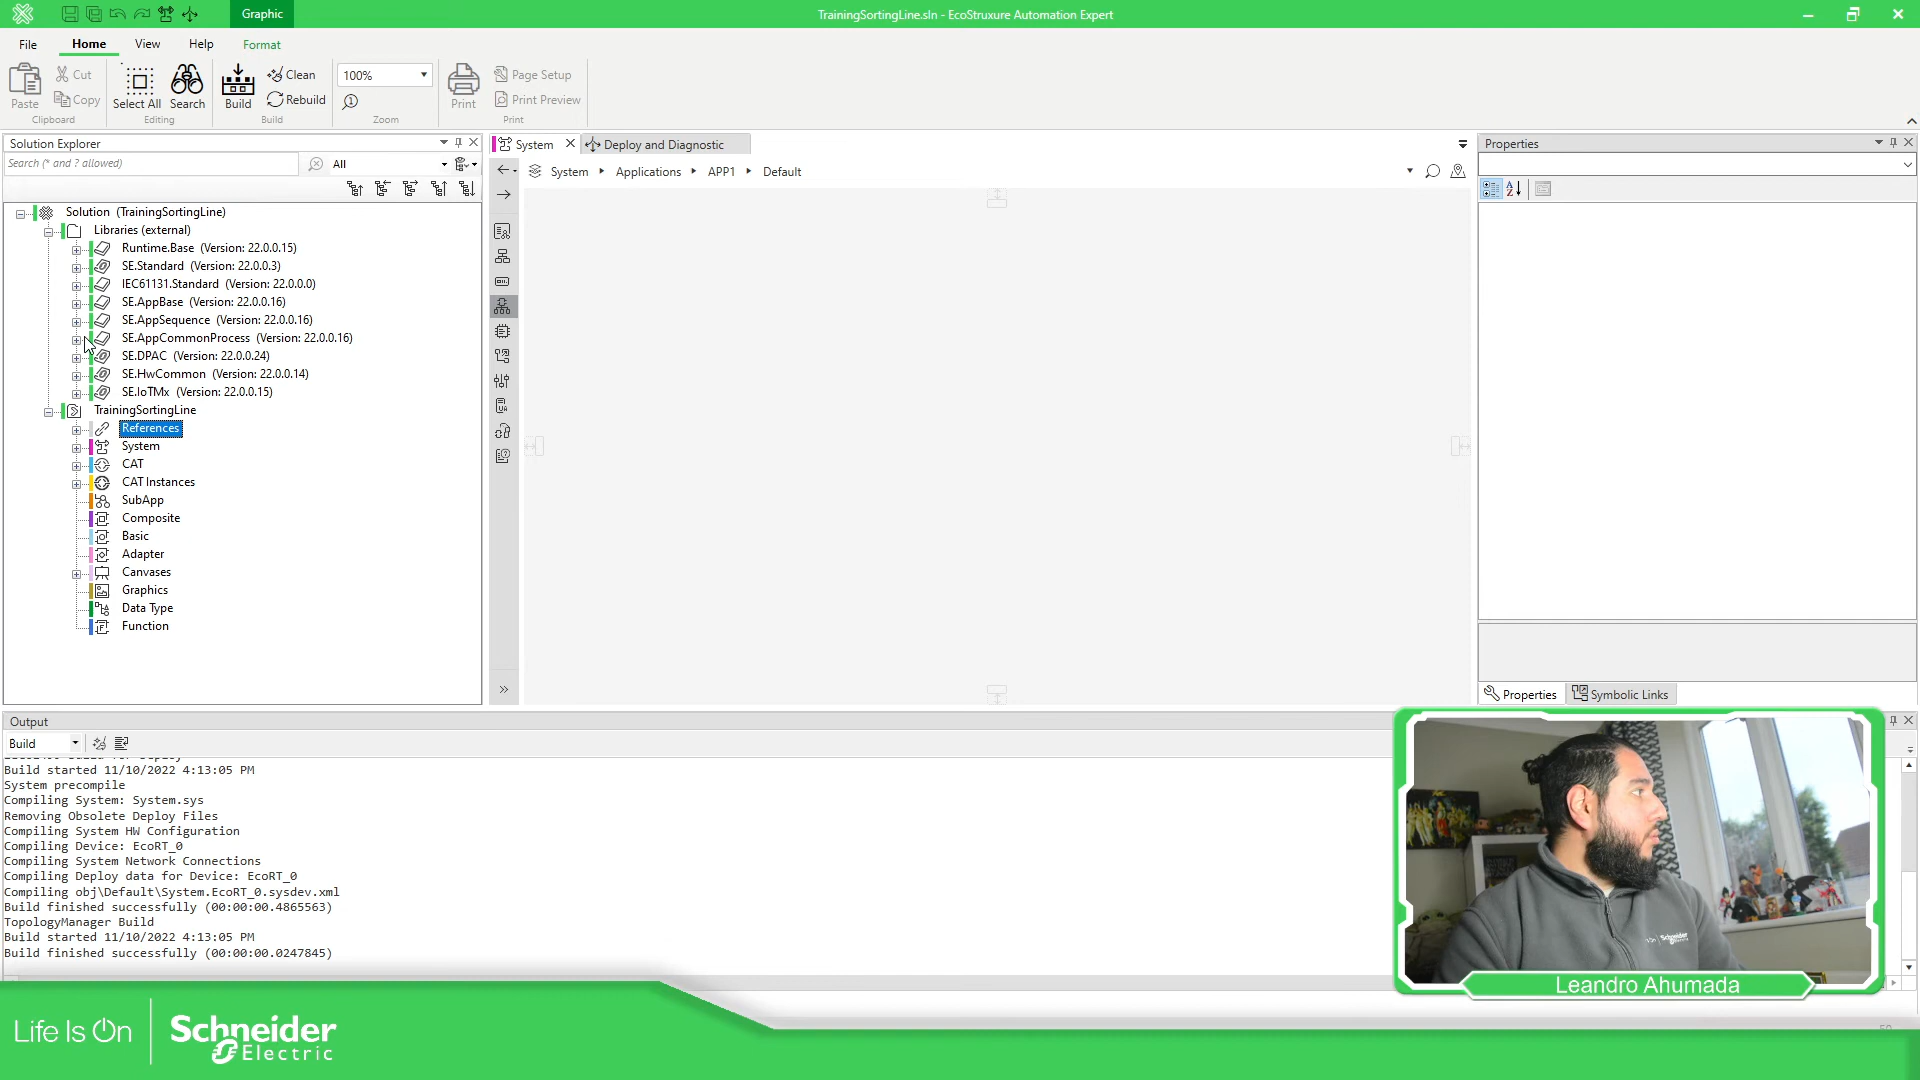 Graphic
TrainingSortingLine.sln - EcoStruxure Automation Expert
File Home View Help Format
Paste
Cut
Copy
Clipboard
Select All
Search
Editing
Build
Clean
Rebuild
Build
100%
Zoom
Print
Page Setup
Print Preview
Print
Solution Explorer
Search (* and ? allowed)
All
Solution (TrainingSortingLine)
Libraries (external)
Runtime.Base (Version: 22.0.0.15)
SE.Standard (Version: 22.0.0.3)
IEC61131.Standard (Version: 22.0.0.0)
SE.AppBase (Version: 22.0.0.16)
SE.AppSequence (Version: 22.0.0.16)
SE.AppCommonProcess (Version: 22.0.0.16)
SE.DPAC (Version: 22.0.0.24)
SE.HwCommon (Version: 22.0.0.14)
SE.IoTMx (Version: 22.0.0.15)
TrainingSortingLine
References
System
CAT
CAT Instances
SubApp
Composite
Basic
Adapter
Canvases
Graphics
Data Type
Function
System
Deploy and Diagnostic
System Applications APP1 Default
Properties
Properties
Symbolic Links
Output
Build
Build started 11/10/2022 4:13:05 PM
System precompile
Compiling System: System.sys
Removing Obsolete Deploy Files
Compiling System HW Configuration
Compiling Device: EcoRT_0
Compiling System Network Connections
Compiling Deploy data for Device: EcoRT_0
Compiling obj\Default\System.EcoRT_0.sysdev.xml
Build finished successfully (00:00:00.4865563)
TopologyManager Build
Build started 11/10/2022 4:13:05 PM
Build finished successfully (00:00:00.0247845)
Schneider
Leandro Ahumada
Life Is On
Schneider
Electric